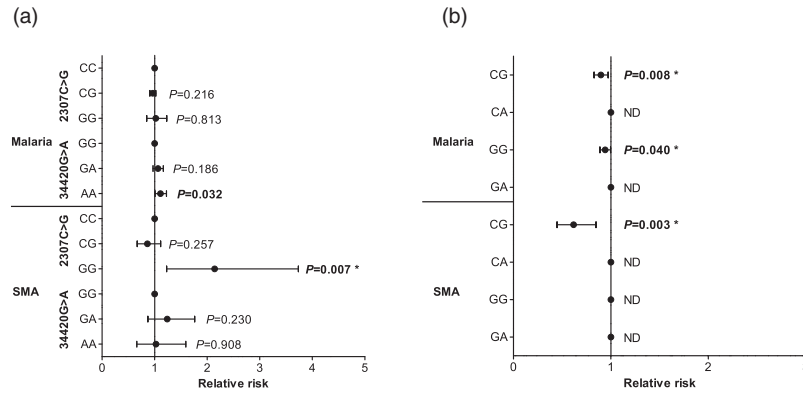 (a)
CC
CG P=0.216
GG P=0.813
2307C>G
Malaria
GG
GA P=0.186
AA P=0.032
34420G>A
CC
CG P=0.257
GG P=0.007 *
2307C>G
SMA
GG
GA P=0.230
AA P=0.908
34420G>A
0 1 2 3 4 5
Relative risk
(b)
CG P=0.008 *
CA ND
Malaria
GG P=0.040 *
GA ND
CG P=0.003 *
CA ND
SMA
GG ND
GA ND
0 1 2
Relative risk